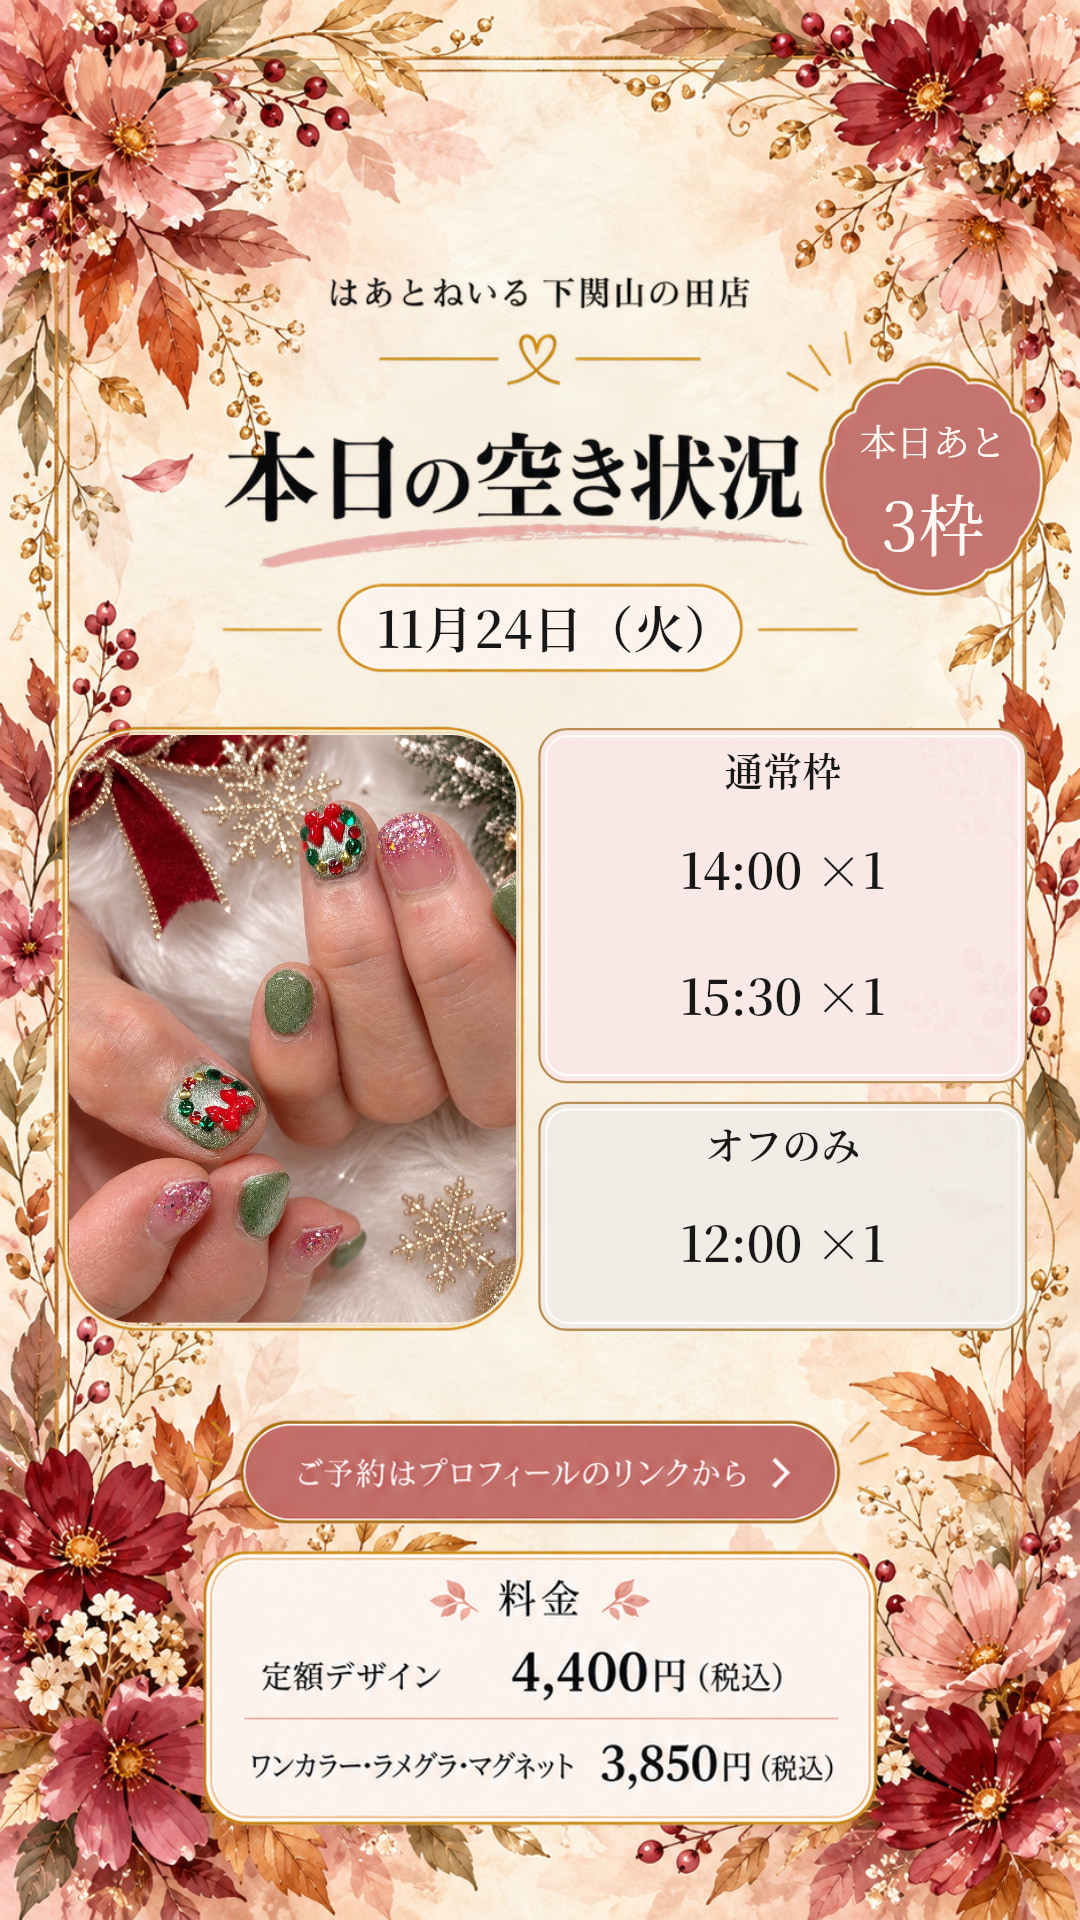 はあとねいる 下関山の田店
本日の空き状況
本日あと
3枠
11月24日（火）
通常枠
14:00 ×1
15:30 ×1
オフのみ
12:00 ×1
ご予約はプロフィールのリンクから
料金
定額デザイン 4,400円 (税込)
ワンカラー・ラメグラ・マグネット 3,850円 (税込)